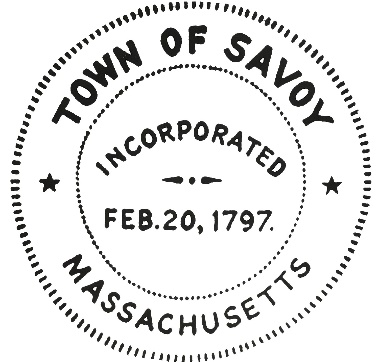 TOWN OF SAVOY
INCORPORATED
FEB. 20, 1797.
MASSACHUSETTS